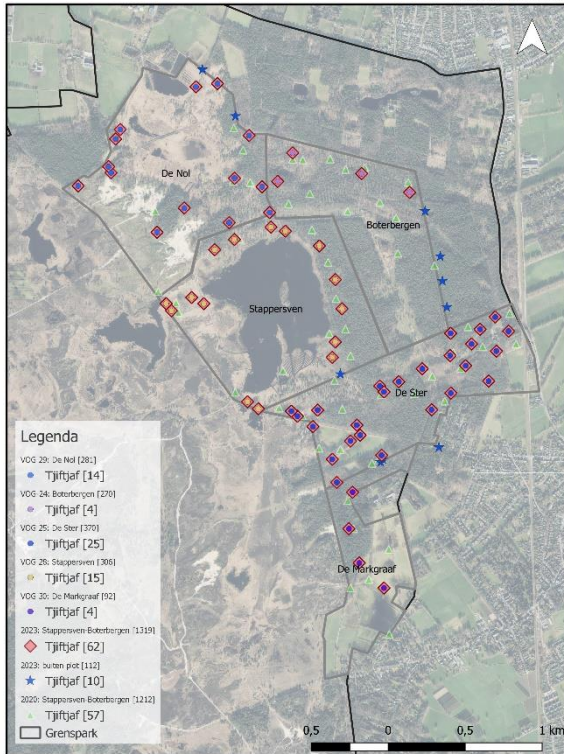 De Nol
Boterbergen
Stappersven
De Ster
De Markgraaf
Legenda
VOG 29: De Nol [281]
Tjiftjaf [14]
VOG 24: Boterbergen [270]
Tjiftjaf [4]
VOG 25: De Ster [370]
Tjiftjaf [25]
VOG 28: Stappersven [306]
Tjiftjaf [15]
VOG 30: De Markgraaf [92]
Tjiftjaf [4]
2023: Stappersven-Boterbergen [1319]
Tjiftjaf [62]
2023: buiten plot [112]
Tjiftjaf [10]
2020: Stappersven-Boterbergen [1212]
Tjiftjaf [57]
Grenspark
0,5 0 0,5 1 km